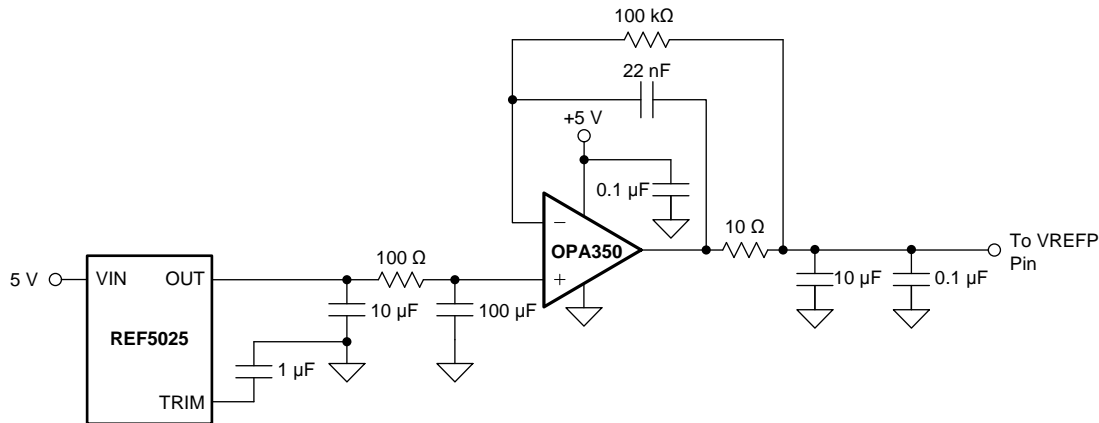 100 kΩ
22 nF
+5 V
0.1 µF
−
OPA350
+
10 Ω
To VREFP
Pin
10 µF
0.1 µF
5 V
VIN
OUT
REF5025
TRIM
100 Ω
10 µF
100 µF
1 µF